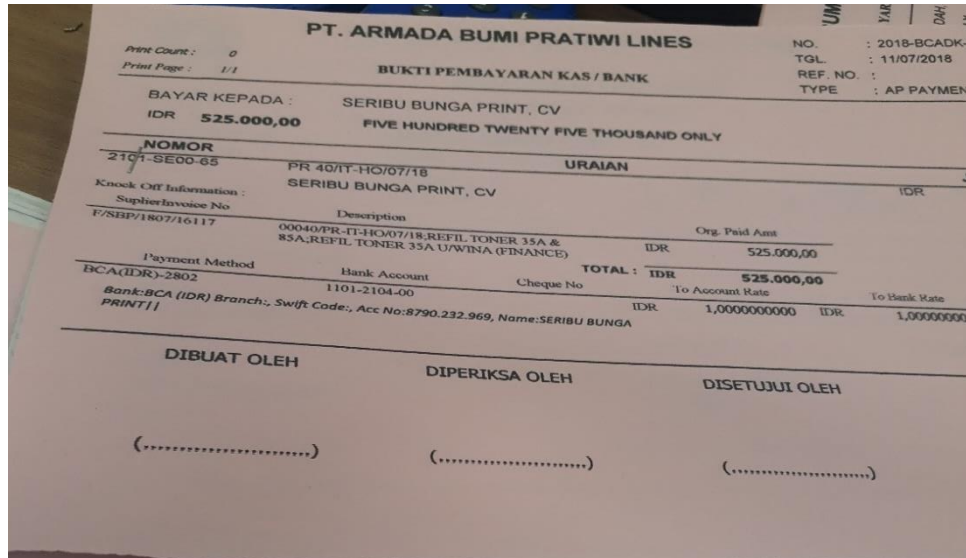 PT. ARMADA BUMI PRATIWI LINES
Print Count : 0
Print Page : 1/1
BUKTI PEMBAYARAN KAS / BANK
NO. : 2018-BCADK-
TGL. : 11/07/2018
REF. NO. :
TYPE : AP PAYMEN
BAYAR KEPADA : SERIBU BUNGA PRINT, CV
IDR 525.000,00 FIVE HUNDRED TWENTY FIVE THOUSAND ONLY
NOMOR URAIAN
2101-SE00-65 PR 40/IT-HO/07/18 IDR
SERIBU BUNGA PRINT, CV
Knock Off Information :
SuplierInvoice No Description Org. Paid Amt
F/SBP/1807/16117 00040/PR-IT-HO/07/18;REFIL TONER 35A & IDR 525.000,00
85A;REFIL TONER 35A U/WINA (FINANCE)
TOTAL : IDR 525.000,00
Payment Method Bank Account Cheque No To Account Rate To Bank Rate
BCA(IDR)-2802 1101-2104-00 IDR 1,0000000000 IDR 1,00000000
Bank:BCA (IDR) Branch:, Swift Code:, Acc No:8790.232.969, Name:SERIBU BUNGA
PRINT||
DIBUAT OLEH DIPERIKSA OLEH DISETUJUI OLEH
(,,,,,,,,,,,,,,,,,,,,,,,,) (,,,,,,,,,,,,,,,,,,,,,,,,) (,,,,,,,,,,,,,,,,,,,,,,,,)